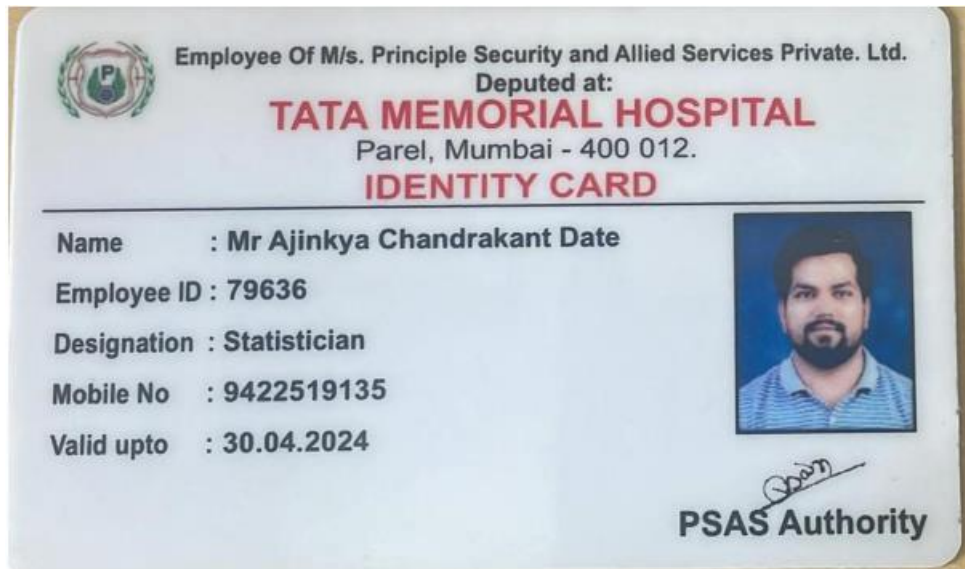 P
Employee Of M/s. Principle Security and Allied Services Private. Ltd.
Deputed at:
TATA MEMORIAL HOSPITAL
Parel, Mumbai - 400 012.
IDENTITY CARD
Name : Mr Ajinkya Chandrakant Date
Employee ID : 79636
Designation : Statistician
Mobile No : 9422519135
Valid upto : 30.04.2024
PSAS Authority